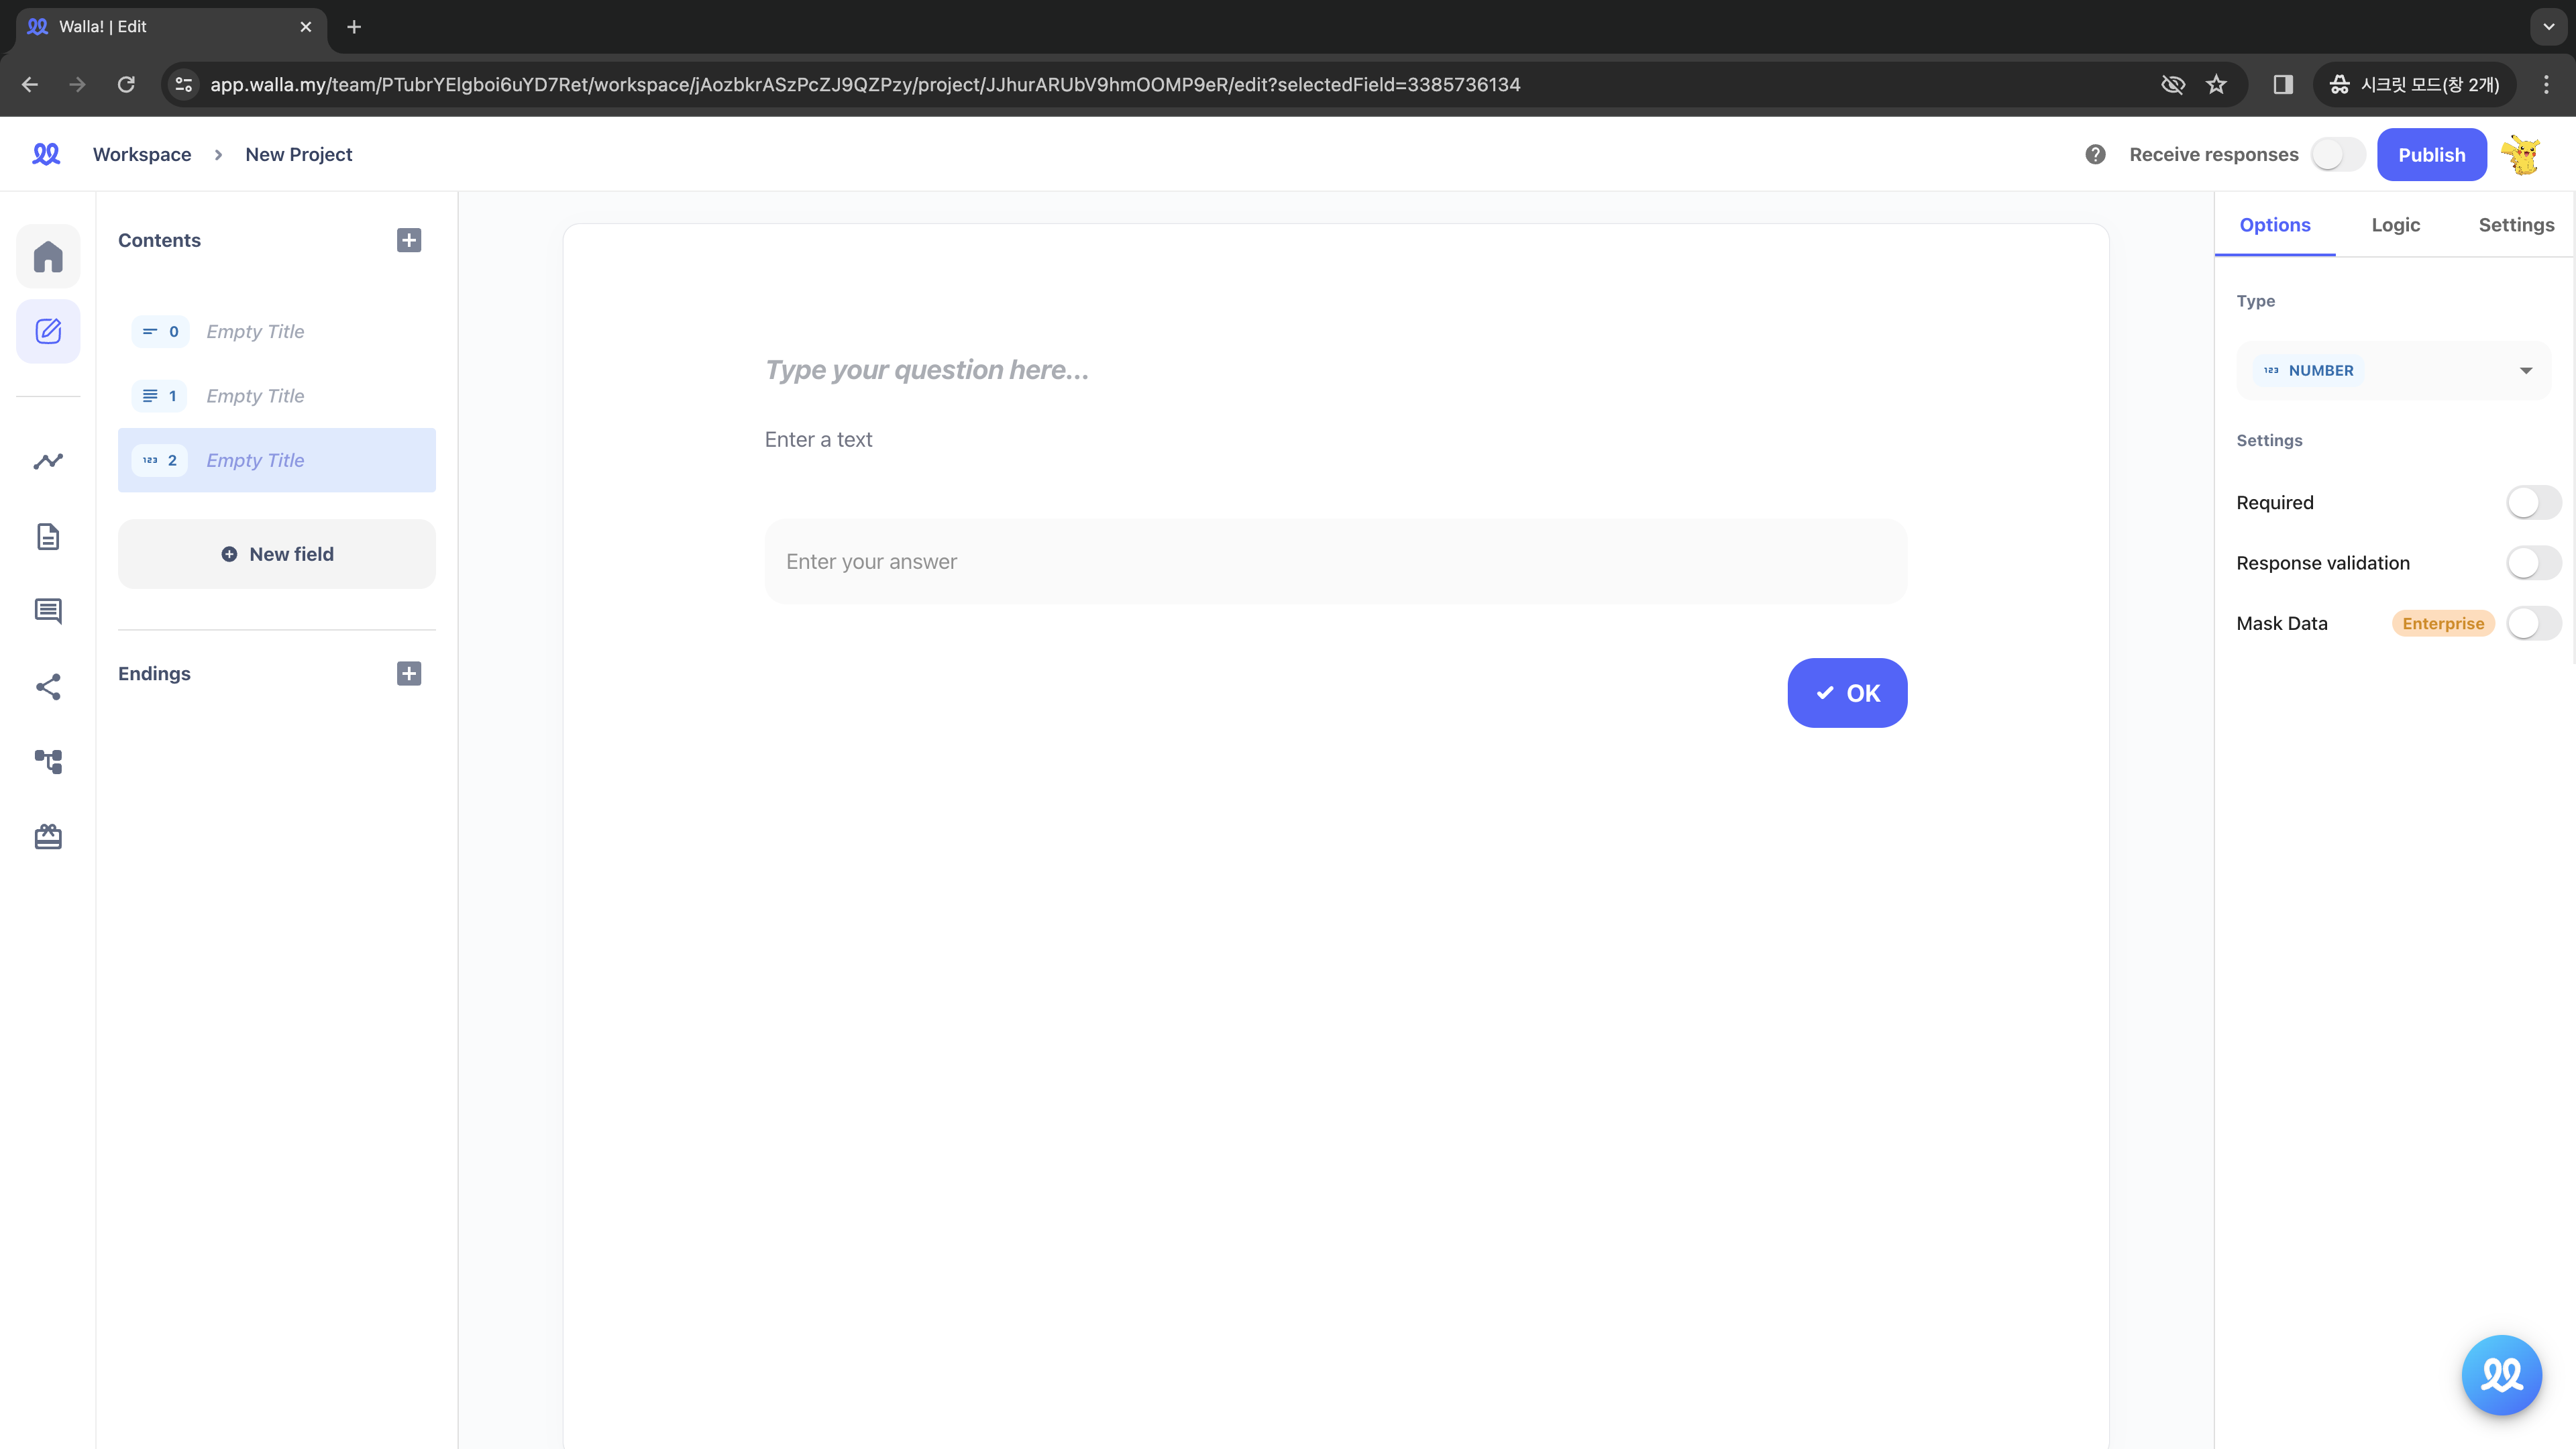 Walla! | Edit
app.walla.my/team/PTubrYElgboi6uYD7Ret/workspace/jAozbkrASzPcZJ9QZPzy/project/JJhurARUbV9hmOOMP9eR/edit?selectedField=3385736134
시크릿 모드(창 2개)
Workspace
New Project
Receive responses
Publish
Contents
0 Empty Title
1 Empty Title
123 2 Empty Title
New field
Endings
Type your question here...
Enter a text
Enter your answer
OK
Options
Logic
Settings
Type
123 NUMBER
Settings
Required
Response validation
Mask Data
Enterprise